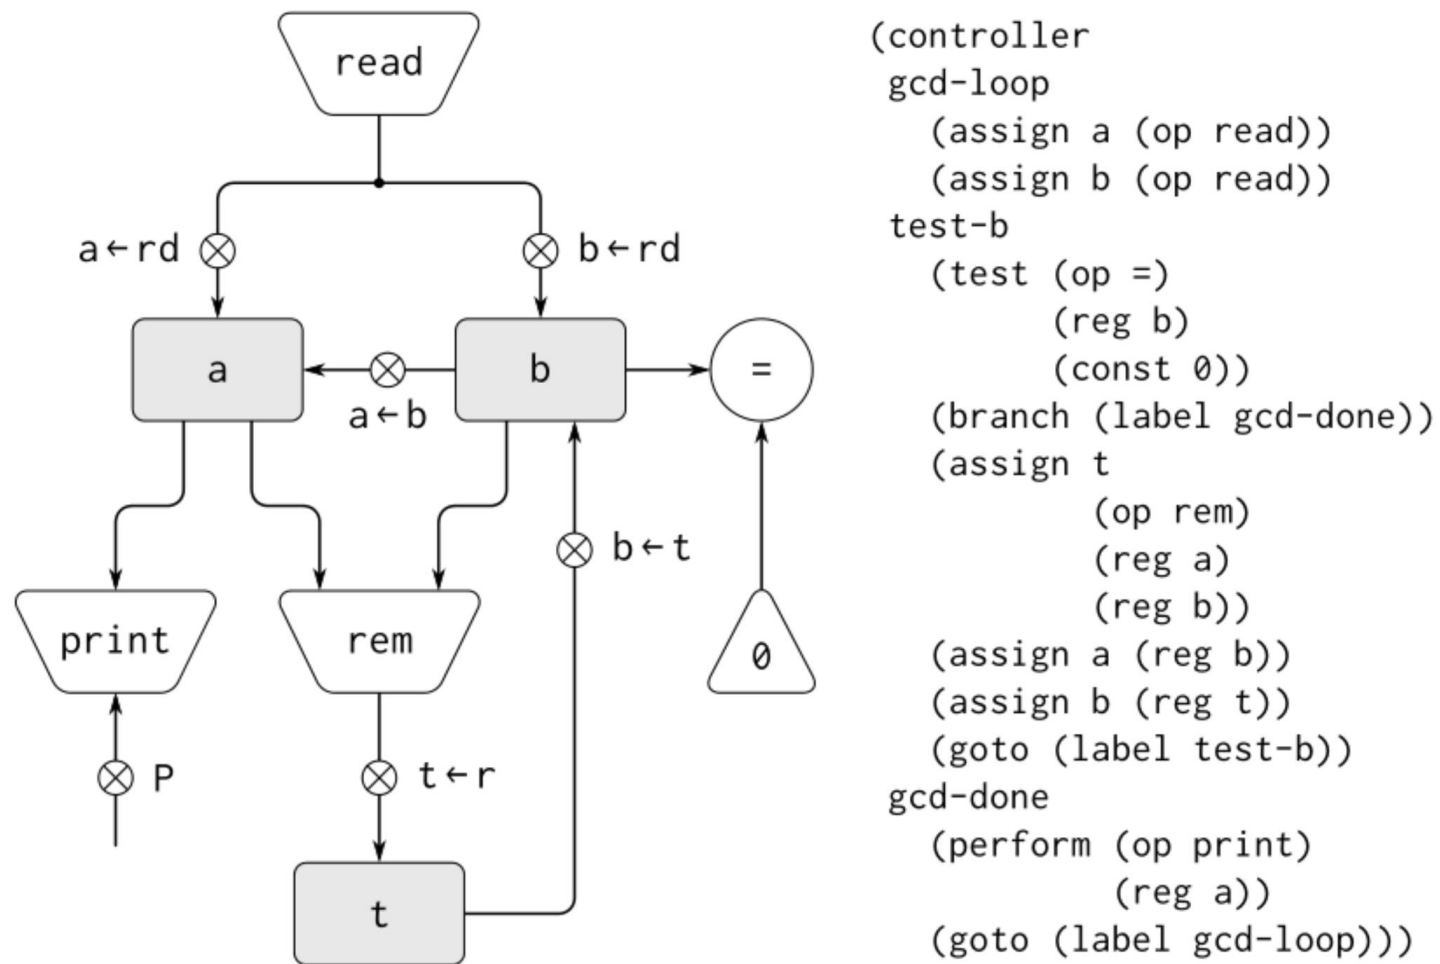 read
a←rd
b←rd
a
b
=
a←b
b←t
print
rem
0
P
t←r
t
(controller
gcd-loop
(assign a (op read))
(assign b (op read))
test-b
(test (op =)
(reg b)
(const 0))
(branch (label gcd-done))
(assign t
(op rem)
(reg a)
(reg b))
(assign a (reg b))
(assign b (reg t))
(goto (label test-b))
gcd-done
(perform (op print)
(reg a))
(goto (label gcd-loop)))